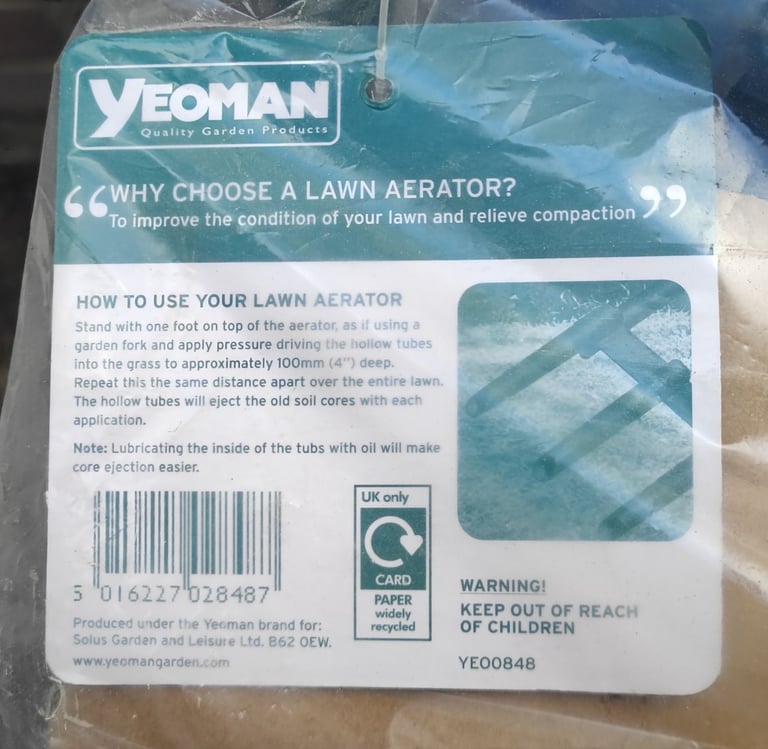 YEOMAN
Quality Garden Products
“WHY CHOOSE A LAWN AERATOR?
To improve the condition of your lawn and relieve compaction”
HOW TO USE YOUR LAWN AERATOR
Stand with one foot on top of the aerator, as if using a
garden fork and apply pressure driving the hollow tubes
into the grass to approximately 100mm (4") deep.
Repeat this the same distance apart over the entire lawn.
The hollow tubes will eject the old soil cores with each
application.
Note: Lubricating the inside of the tubs with oil will make
core ejection easier.
5 016227 028487
Produced under the Yeoman brand for:
Solus Garden and Leisure Ltd. B62 0EW.
www.yeomangarden.com
UK only
CARD
PAPER
widely
recycled
WARNING!
KEEP OUT OF REACH
OF CHILDREN
YEO0848